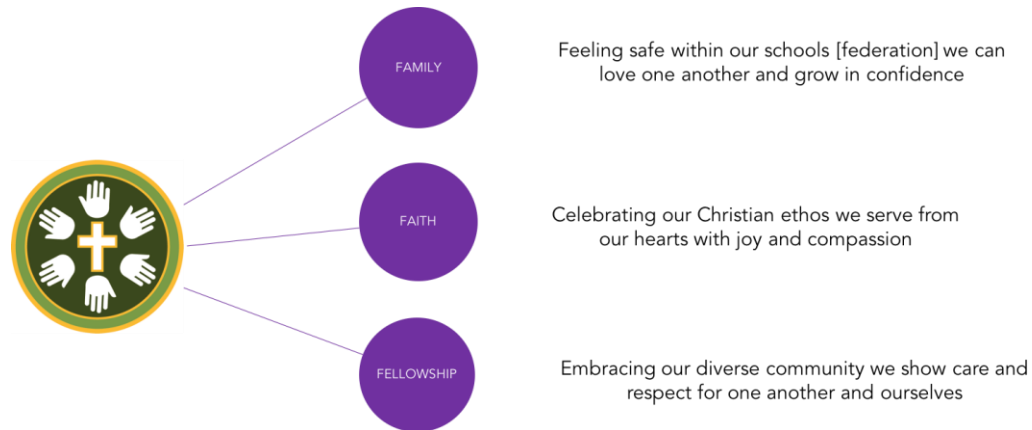 FAMILY
Feeling safe within our schools [federation] we can
love one another and grow in confidence
FAITH
Celebrating our Christian ethos we serve from
our hearts with joy and compassion
FELLOWSHIP
Embracing our diverse community we show care and
respect for one another and ourselves